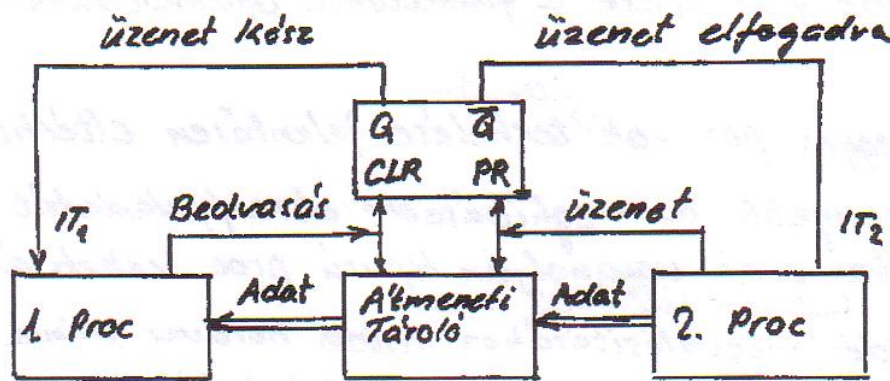 üzenet kész
üzenet elfogadva
Q Q̅
CLR PR
IT₁
Beolvasás
üzenet
IT₂
1. Proc
Adat
Átmeneti
Tároló
Adat
2. Proc